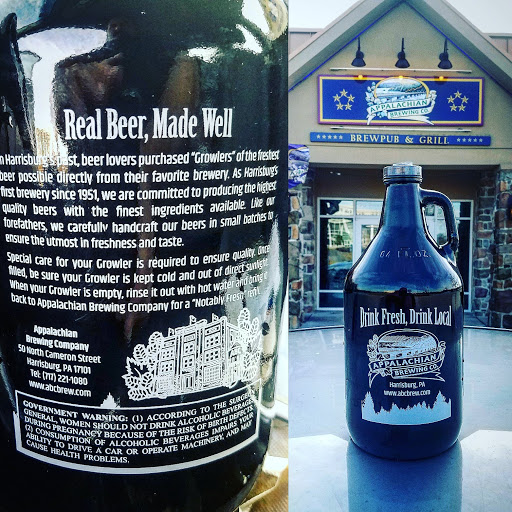 Real Beer, Made Well
In Harrisburg's past, beer lovers purchased "Growlers" of the freshest
beer possible directly from their favorite brewery. As Harrisburg's
first brewery since 1951, we are committed to producing the highest
quality beers with the finest ingredients available. Like our
forefathers, we carefully handcraft our beers in small batches to
ensure the utmost in freshness and taste.
Special care for your Growler is required to ensure quality. Once
filled, be sure your Growler is kept cold and out of direct sunlight.
When your Growler is empty, rinse it out with hot water and bring it
back to Appalachian Brewing Company for a "Notably Fresh" refill.
Appalachian
Brewing Company
50 North Cameron Street
Harrisburg, PA 17101
Tel: (717) 221-1080
www.abcbrew.com
GOVERNMENT WARNING: (1) ACCORDING TO THE SURGEON
GENERAL, WOMEN SHOULD NOT DRINK ALCOHOLIC BEVERAGES
DURING PREGNANCY BECAUSE OF THE RISK OF BIRTH DEFECTS.
(2) CONSUMPTION OF ALCOHOLIC BEVERAGES IMPAIRS YOUR
ABILITY TO DRIVE A CAR OR OPERATE MACHINERY, AND MAY
CAUSE HEALTH PROBLEMS.
APPALACHIAN
BREWING CO.
BREWPUB & GRILL
Drink Fresh, Drink Local
APPALACHIAN
BREWING CO.
Harrisburg, PA
www.abcbrew.com